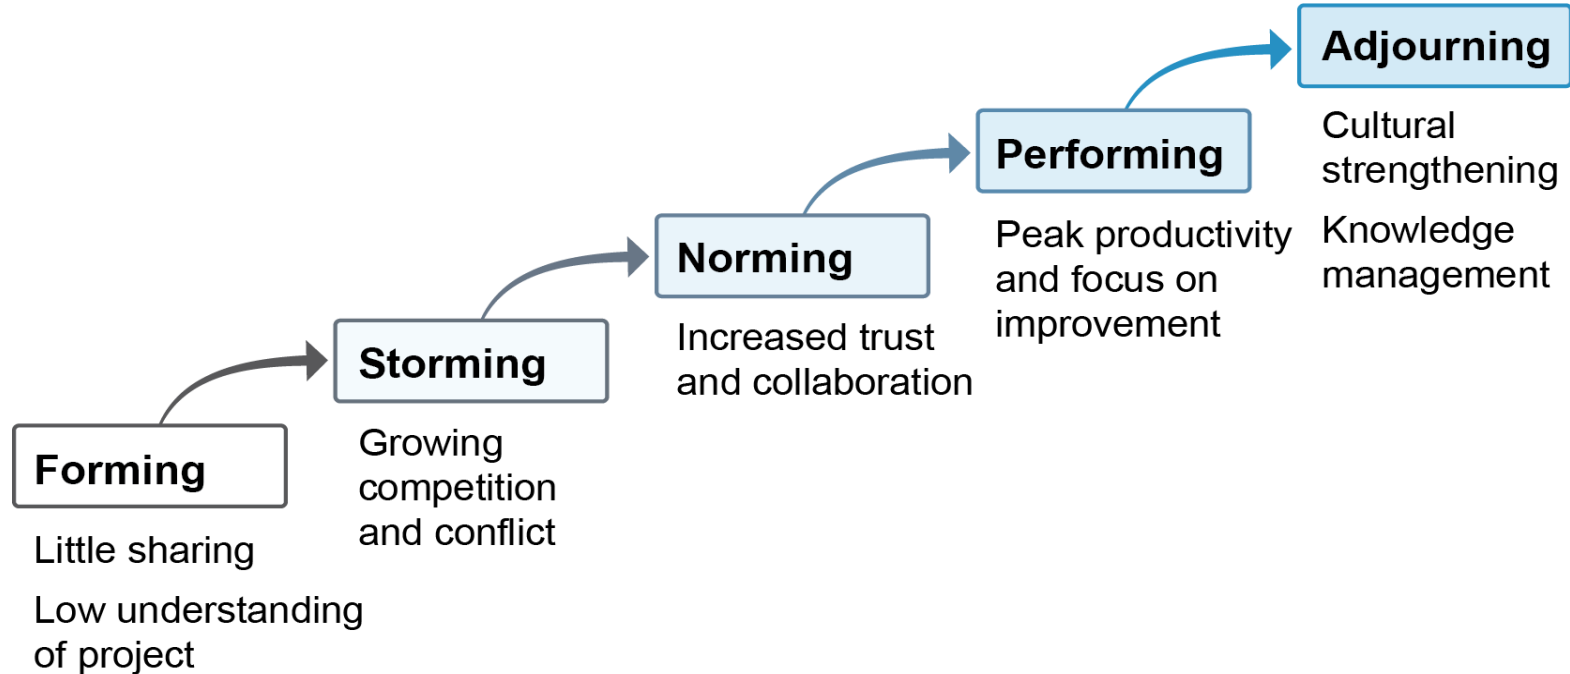 Forming
Little sharing
Low understanding
of project
Storming
Growing
competition
and conflict
Norming
Increased trust
and collaboration
Performing
Peak productivity
and focus on
improvement
Adjourning
Cultural
strengthening
Knowledge
management